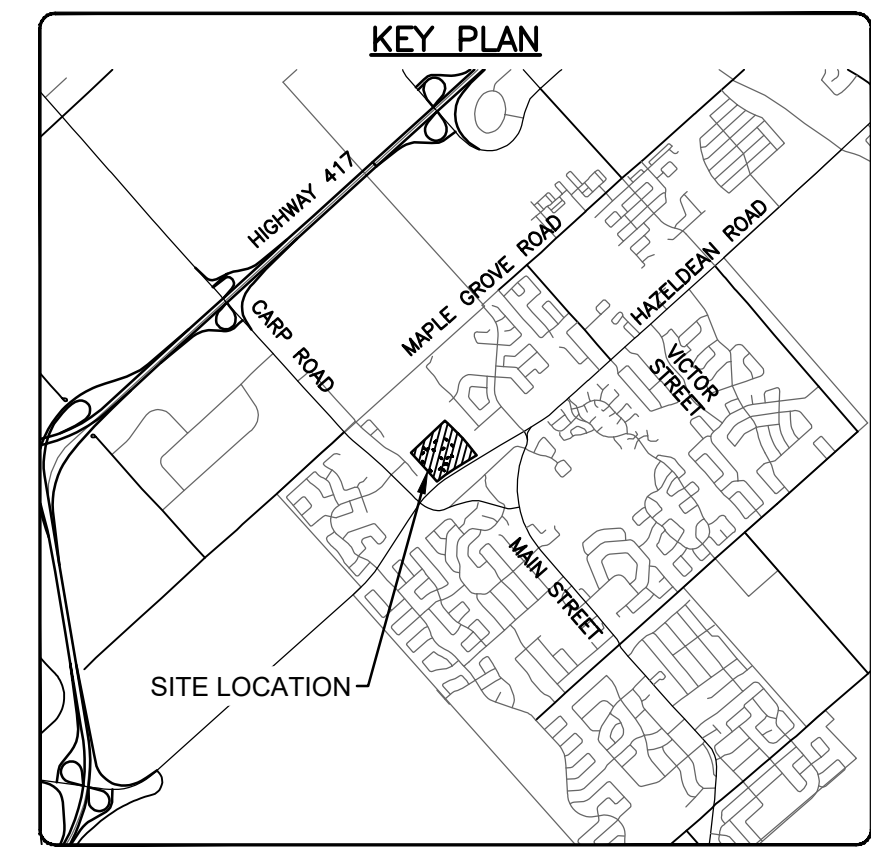 KEY PLAN
HIGHWAY 417
MAPLE GROVE ROAD
HAZELDEAN ROAD
CARP ROAD
VICTOR
STREET
MAIN STREET
SITE LOCATION